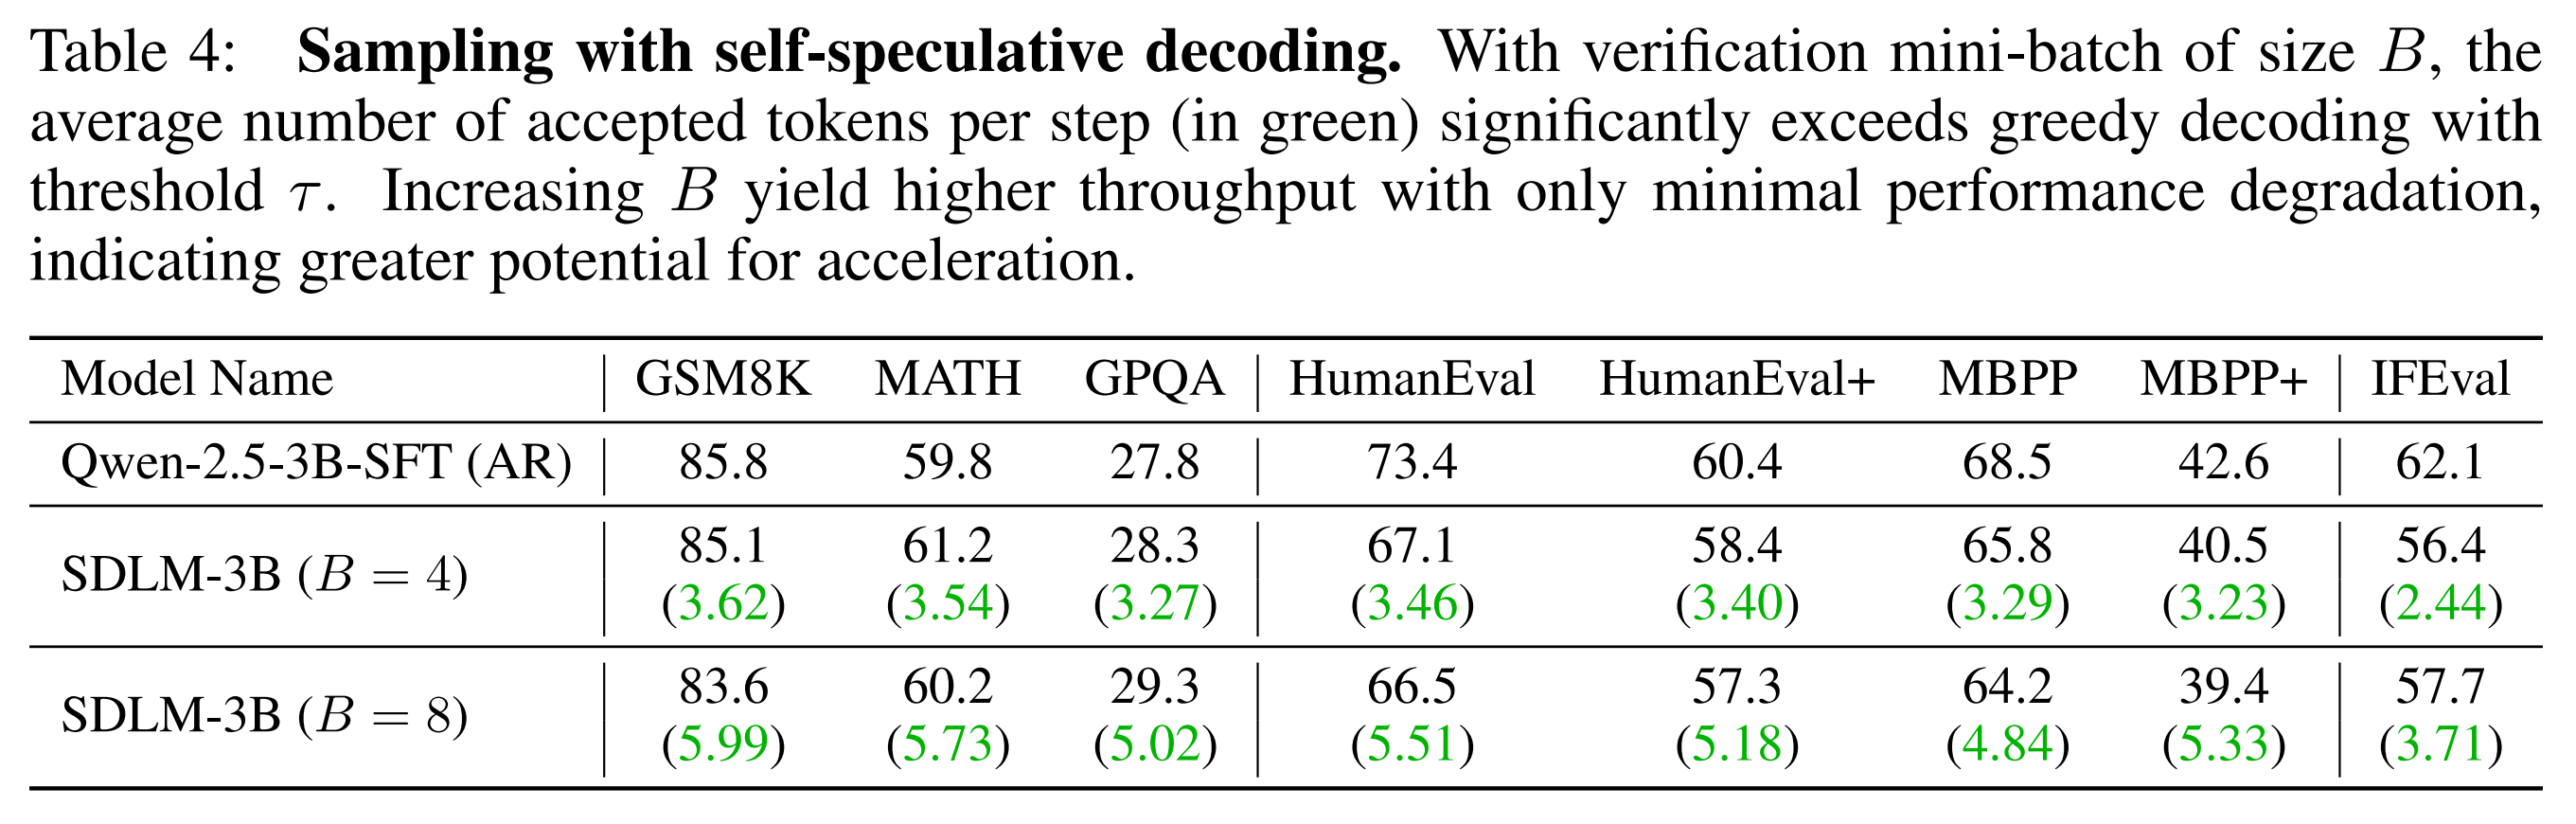 Table 4: Sampling with self-speculative decoding. With verification mini-batch of size B, the
average number of accepted tokens per step (in green) significantly exceeds greedy decoding with
threshold τ. Increasing B yield higher throughput with only minimal performance degradation,
indicating greater potential for acceleration.
Model Name GSM8K MATH GPQA HumanEval HumanEval+ MBPP MBPP+ IFEval
Qwen-2.5-3B-SFT (AR) 85.8 59.8 27.8 73.4 60.4 68.5 42.6 62.1
SDLM-3B (B = 4) 85.1 61.2 28.3 67.1 58.4 65.8 40.5 56.4
(3.62) (3.54) (3.27) (3.46) (3.40) (3.29) (3.23) (2.44)
SDLM-3B (B = 8) 83.6 60.2 29.3 66.5 57.3 64.2 39.4 57.7
(5.99) (5.73) (5.02) (5.51) (5.18) (4.84) (5.33) (3.71)